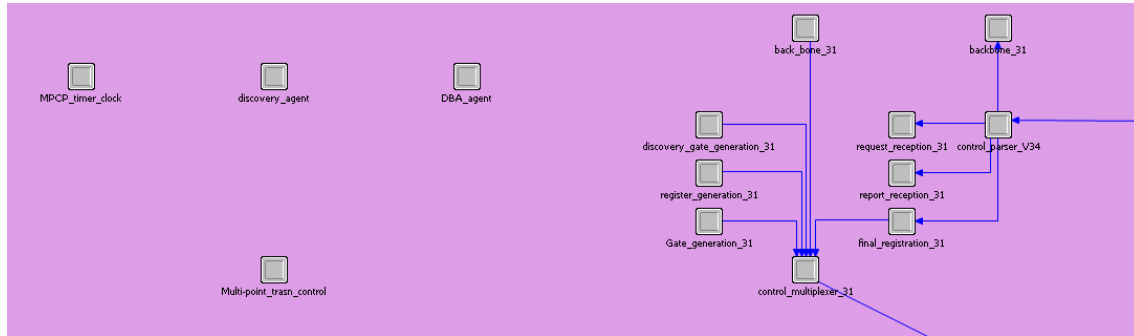 back_bone_31
backbone_31
MPCP_timer_clock
discovery_agent
DBA_agent
discovery_gate_generation_31
request_reception_31
control_parser_V34
register_generation_31
report_reception_31
Gate_generation_31
final_registration_31
Multi-point_trasn_control
control_multiplexer_31